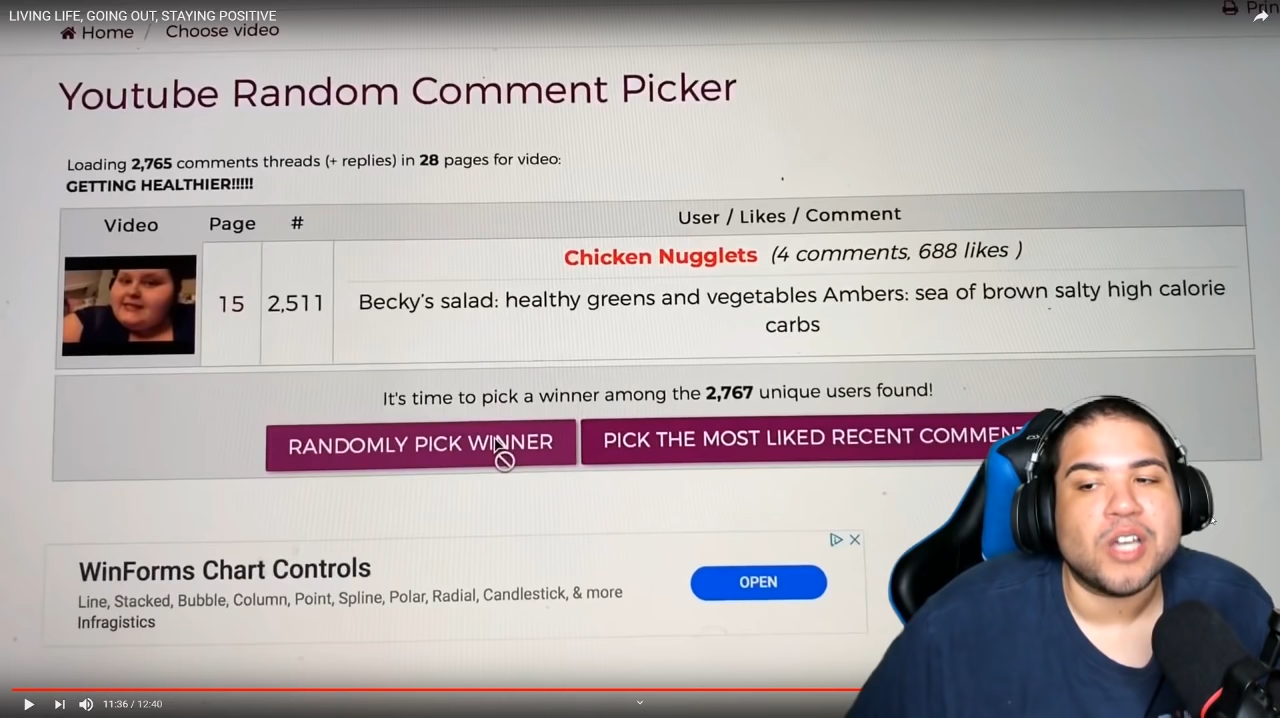 LIVING LIFE, GOING OUT, STAYING POSITIVE
Home / Choose video
Youtube Random Comment Picker
Loading 2,765 comments threads (+ replies) in 28 pages for video:
GETTING HEALTHIER!!!!!
Video Page # User / Likes / Comment
Chicken Nugglets (4 comments, 688 likes )
15 2,511 Becky's salad: healthy greens and vegetables Ambers: sea of brown salty high calorie
carbs
It's time to pick a winner among the 2,767 unique users found!
RANDOMLY PICK WINNER PICK THE MOST LIKED RECENT COMMENT
WinForms Chart Controls
Line, Stacked, Bubble, Column, Point, Spline, Polar, Radial, Candlestick, & more
Infragistics
OPEN
11:36 / 12:40